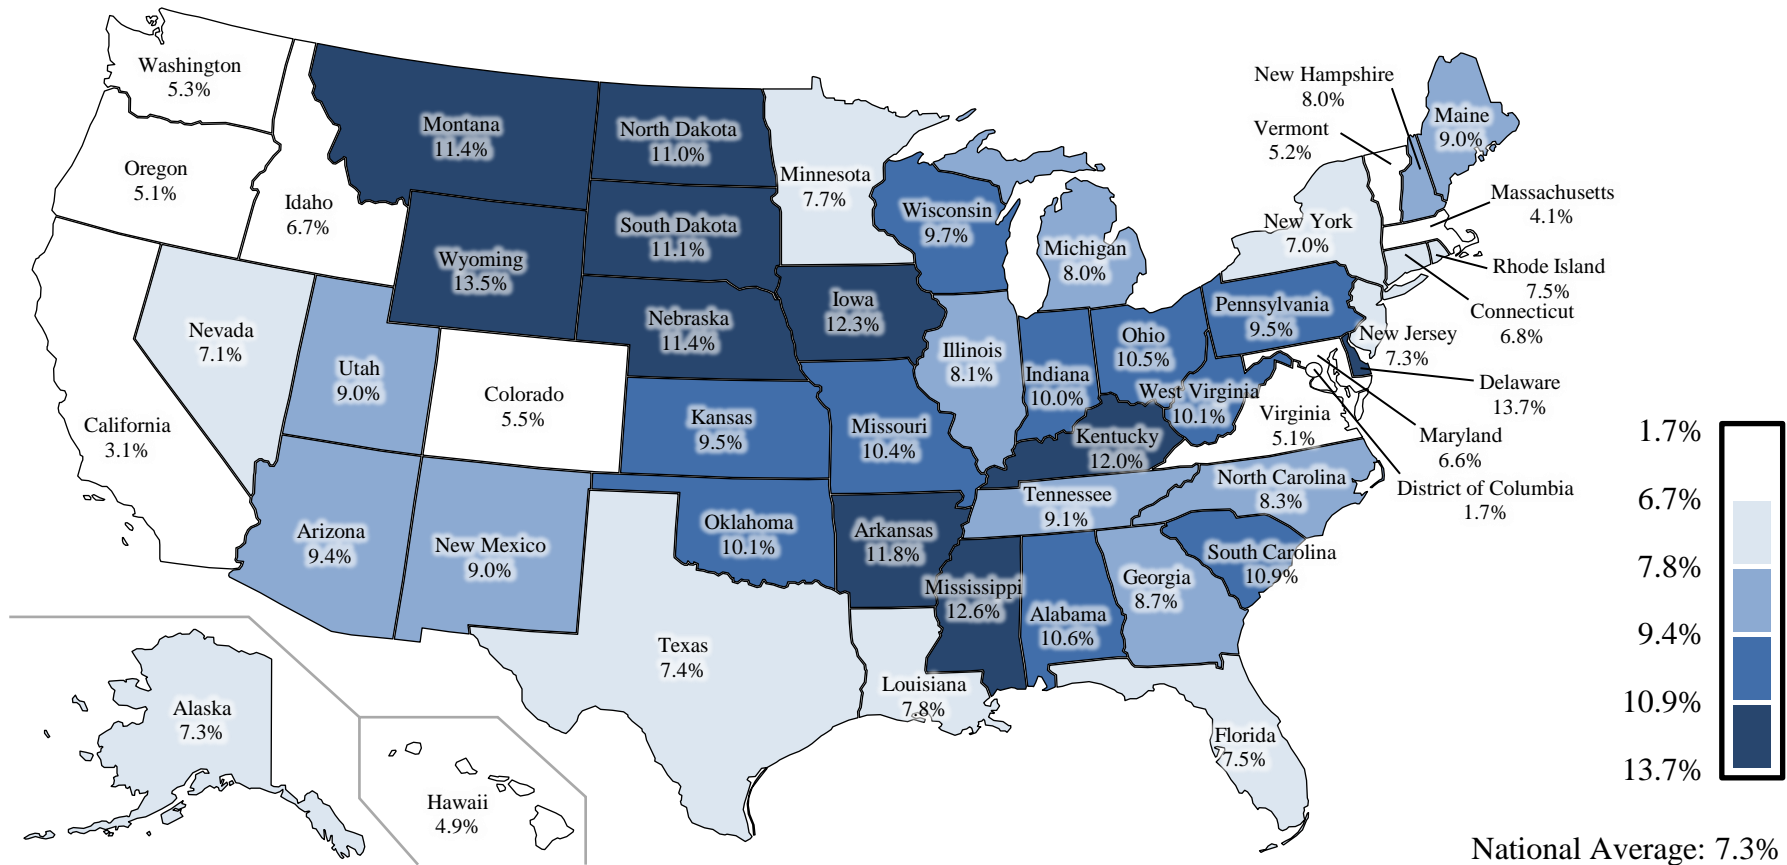 Washington
5.3%
Oregon
5.1%
Idaho
6.7%
Montana
11.4%
North Dakota
11.0%
Minnesota
7.7%
South Dakota
11.1%
Wyoming
13.5%
Wisconsin
9.7%
Michigan
8.0%
New Hampshire
8.0%
Vermont
5.2%
Maine
9.0%
Massachusetts
4.1%
New York
7.0%
Rhode Island
7.5%
Connecticut
6.8%
Pennsylvania
9.5%
New Jersey
7.3%
Nevada
7.1%
Utah
9.0%
Colorado
5.5%
California
3.1%
Nebraska
11.4%
Iowa
12.3%
Illinois
8.1%
Indiana
10.0%
Ohio
10.5%
West Virginia
10.1%
Virginia
5.1%
Delaware
13.7%
Maryland
6.6%
District of Columbia
1.7%
Kansas
9.5%
Missouri
10.4%
Kentucky
12.0%
Tennessee
9.1%
North Carolina
8.3%
South Carolina
10.9%
Arizona
9.4%
New Mexico
9.0%
Oklahoma
10.1%
Arkansas
11.8%
Mississippi
12.6%
Alabama
10.6%
Georgia
8.7%
Texas
7.4%
Louisiana
7.8%
Florida
7.5%
Alaska
7.3%
Hawaii
4.9%
1.7%
6.7%
7.8%
9.4%
10.9%
13.7%
National Average: 7.3%